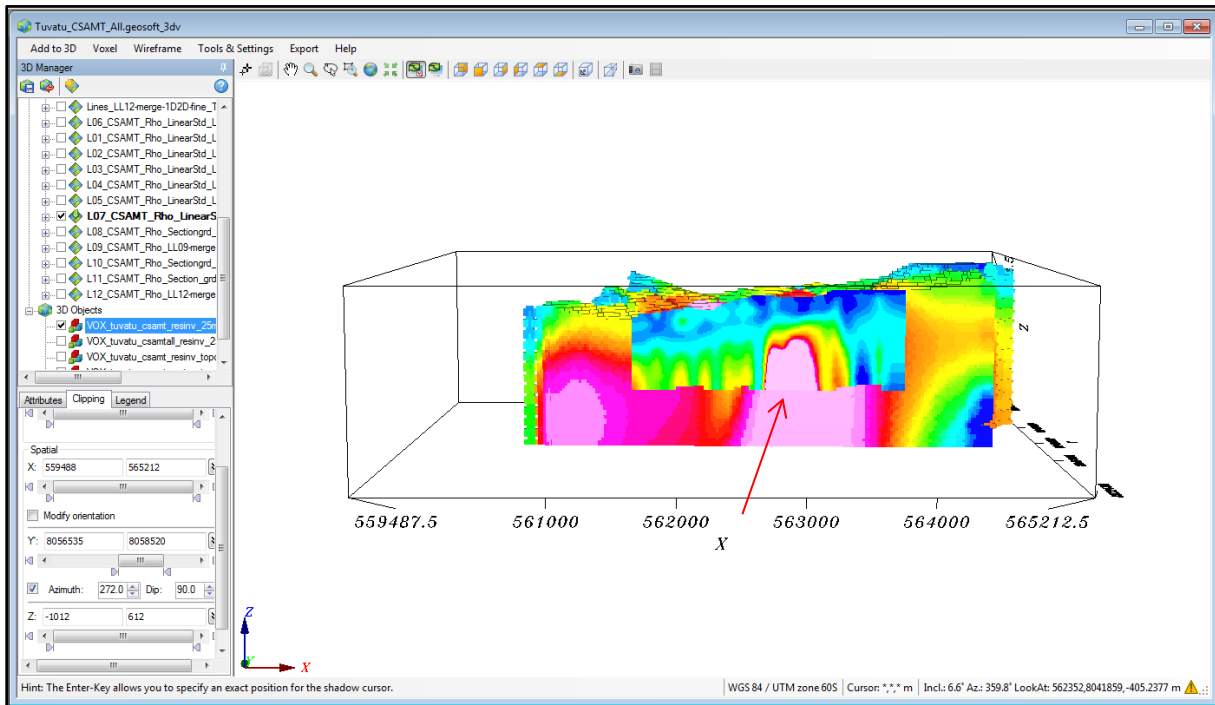 Tuvatu_CSAMT_All.geosoft_3dv
Add to 3D Voxel Wireframe Tools & Settings Export Help
3D Manager
Lines_LL12-merge-1D2D-fine_T
L06_CSAMT_Rho_LinearStd_L
L01_CSAMT_Rho_LinearStd_L
L02_CSAMT_Rho_LinearStd_L
L03_CSAMT_Rho_LinearStd_L
L04_CSAMT_Rho_LinearStd_L
L05_CSAMT_Rho_LinearStd_L
L07_CSAMT_Rho_LinearS
L08_CSAMT_Rho_Sectiongrd_
L09_CSAMT_Rho_LL09-merge
L10_CSAMT_Rho_Sectiongrd_
L11_CSAMT_Rho_Section_grd
L12_CSAMT_Rho_LL12-merge
3D Objects
VOX_tuvatu_csamt_resinv_25m
VOX_tuvatu_csamtall_resinv_2
VOX_tuvatu_csamt_resinv_topo
Attributes Clipping Legend
Spatial
X: 559488 565212
Modify orientation
Y': 8056535 8058520
Azimuth: 272.0 Dip: 90.0
Z: -1012 612
Z
559487.5 561000 562000 563000 564000 565212.5
X
Z
Y
X
Hint: The Enter-Key allows you to specify an exact position for the shadow cursor.
WGS 84 / UTM zone 60S Cursor: *,*,* m Incl.: 6.6° Az.: 359.8° LookAt: 562352,8041859,-405.2377 m